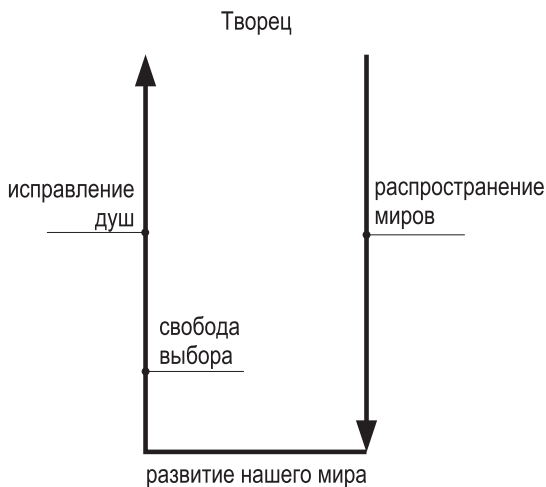 Творец
исправление
душ
распространение
миров
свобода
выбора
развитие нашего мира